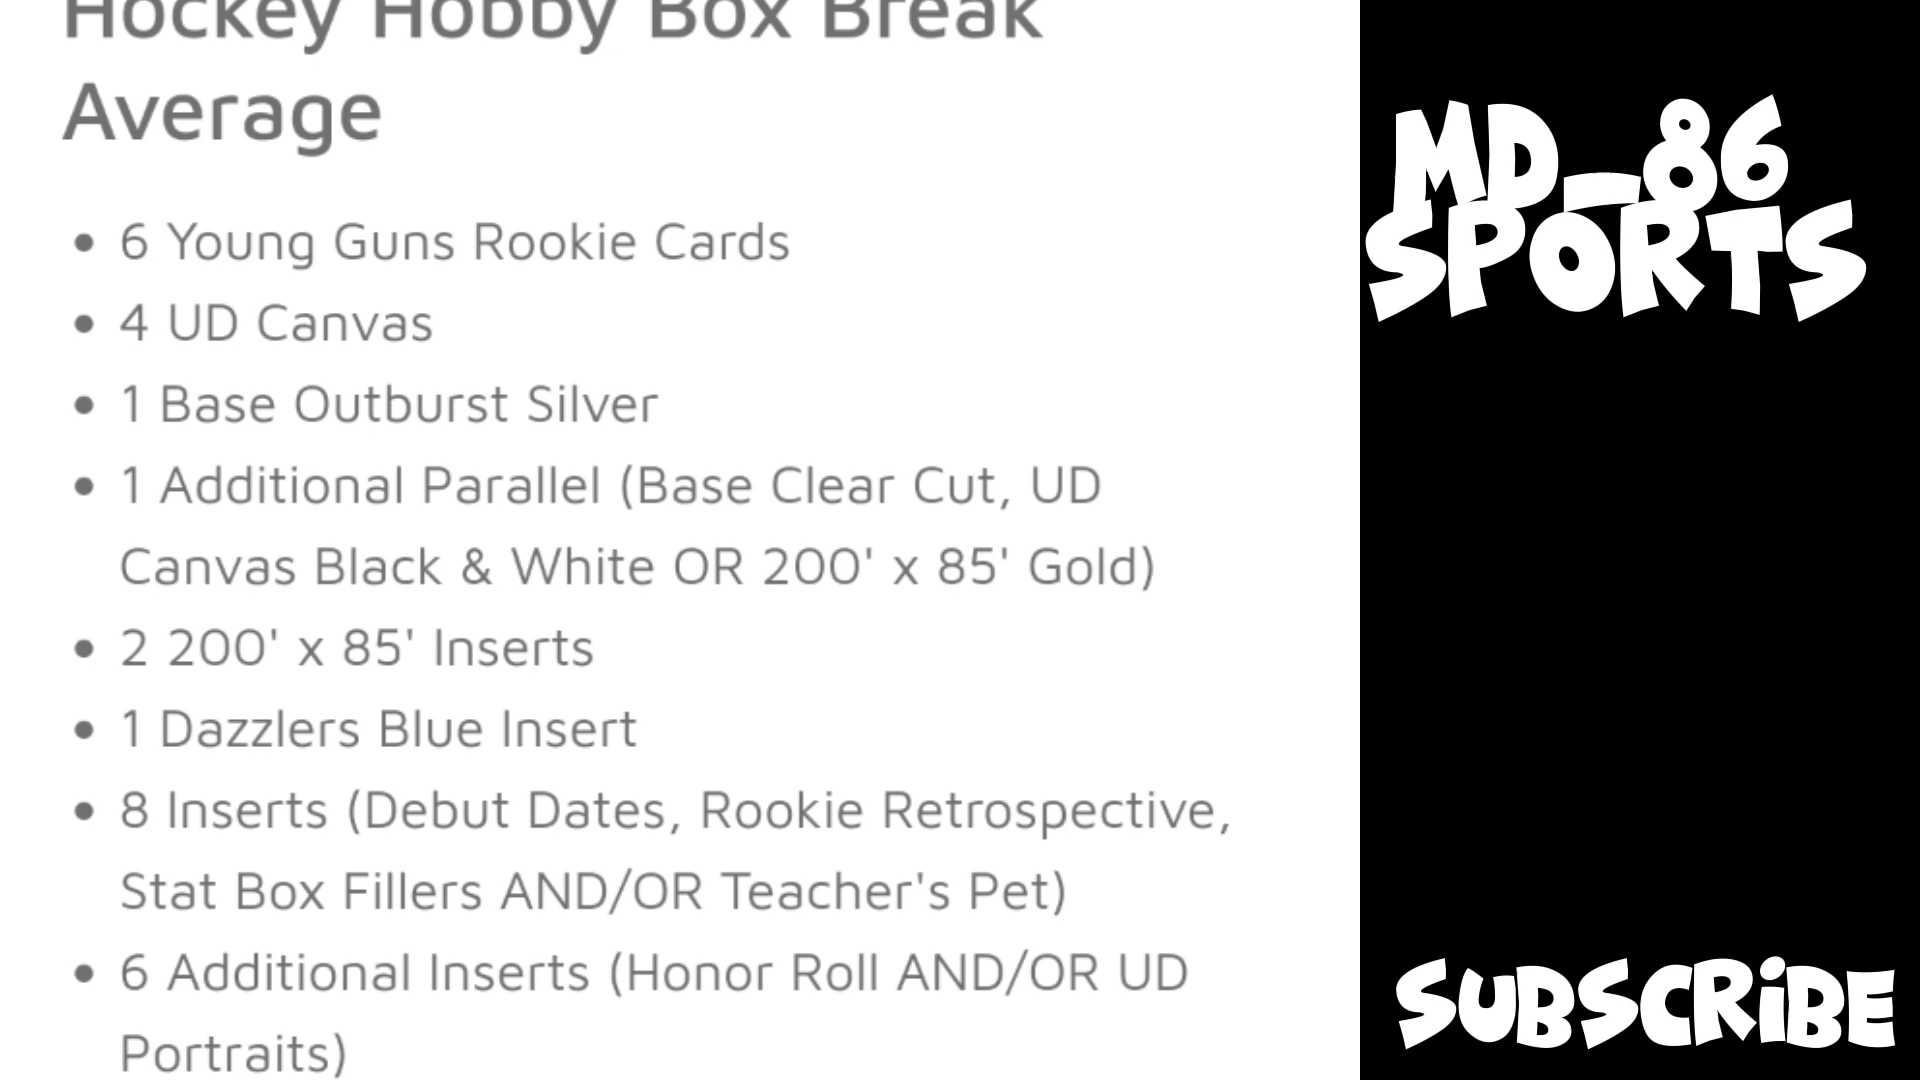 Hockey Hobby Box Break
Average
• 6 Young Guns Rookie Cards
• 4 UD Canvas
• 1 Base Outburst Silver
• 1 Additional Parallel (Base Clear Cut, UD
Canvas Black & White OR 200' x 85' Gold)
• 2 200' x 85' Inserts
• 1 Dazzlers Blue Insert
• 8 Inserts (Debut Dates, Rookie Retrospective,
Stat Box Fillers AND/OR Teacher's Pet)
• 6 Additional Inserts (Honor Roll AND/OR UD
Portraits)
MD_86
SPORTS
SUBSCRiBE